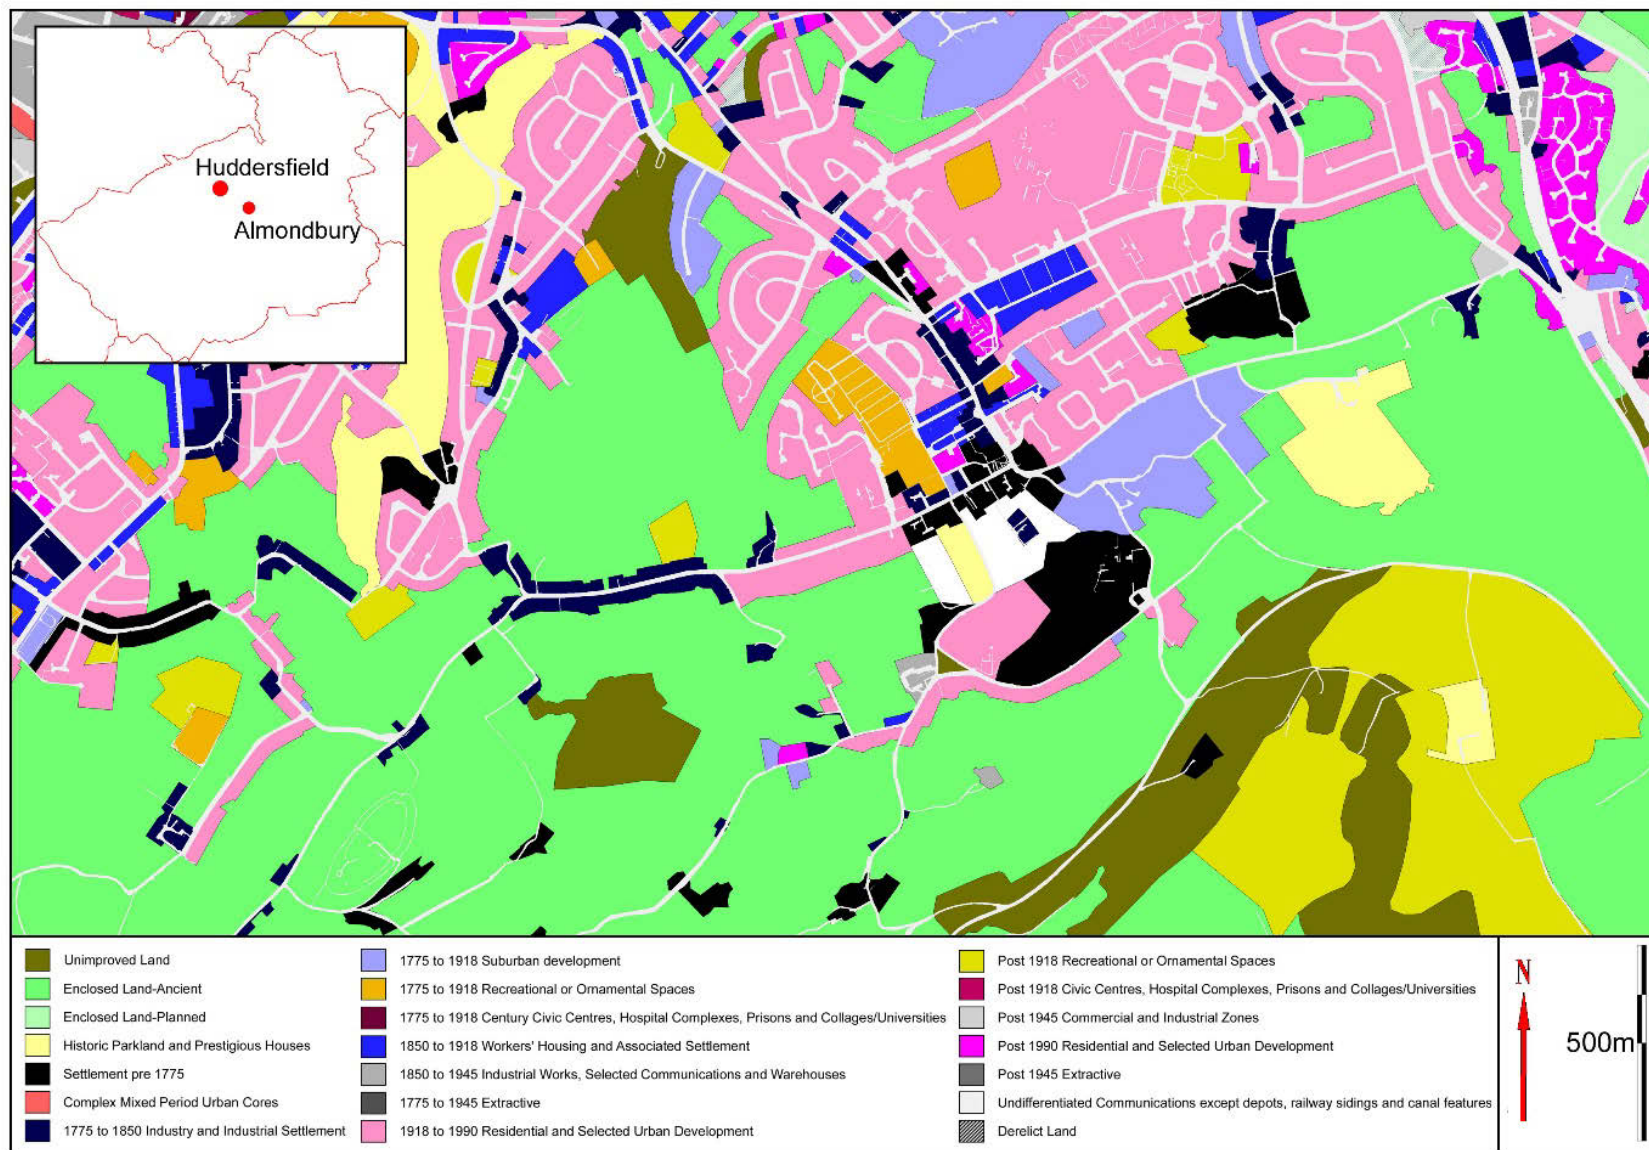 Huddersfield
Almondbury
Unimproved Land
Enclosed Land-Ancient
Enclosed Land-Planned
Historic Parkland and Prestigious Houses
Settlement pre 1775
Complex Mixed Period Urban Cores
1775 to 1850 Industry and Industrial Settlement
1775 to 1918 Suburban development
1775 to 1918 Recreational or Ornamental Spaces
1775 to 1918 Century Civic Centres, Hospital Complexes, Prisons and Collages/Universities
1850 to 1918 Workers' Housing and Associated Settlement
1850 to 1945 Industrial Works, Selected Communications and Warehouses
1775 to 1945 Extractive
1918 to 1990 Residential and Selected Urban Development
Post 1918 Recreational or Ornamental Spaces
Post 1918 Civic Centres, Hospital Complexes, Prisons and Collages/Universities
Post 1945 Commercial and Industrial Zones
Post 1990 Residential and Selected Urban Development
Post 1945 Extractive
Undifferentiated Communications except depots, railway sidings and canal features
Derelict Land
N
500m